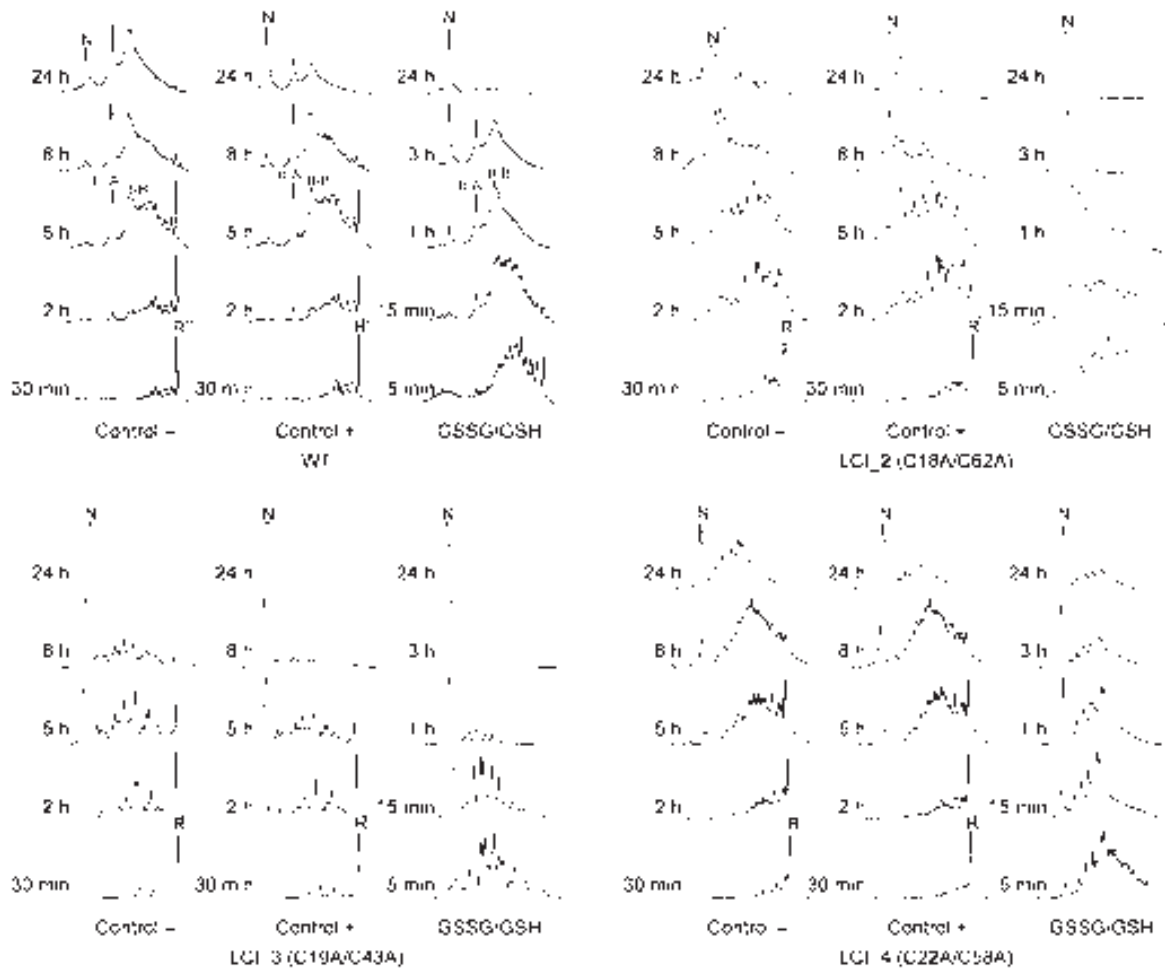 N N N N N N
24 h 24 h 24 h 24 h 24 h 24 h
8 h 8 h 3 h 8 h 8 h 3 h
5 h 5 h 1 h 5 h 5 h 1 h
2 h 2 h 15 min 2 h 2 h 15 min
R R R R
30 min 30 min 5 min 30 min 30 min 5 min
Control – Control + GSSG/GSH Control – Control + GSSG/GSH
WT LCI_2 (C18A/C62A)
N N N N N N
24 h 24 h 24 h 24 h 24 h 24 h
8 h 8 h 3 h 8 h 8 h 3 h
5 h 5 h 1 h 5 h 5 h 1 h
2 h 2 h 15 min 2 h 2 h 15 min
R R R R
30 min 30 min 5 min 30 min 30 min 5 min
Control – Control + GSSG/GSH Control – Control + GSSG/GSH
LCI_3 (C19A/C43A) LCI_4 (C22A/C58A)